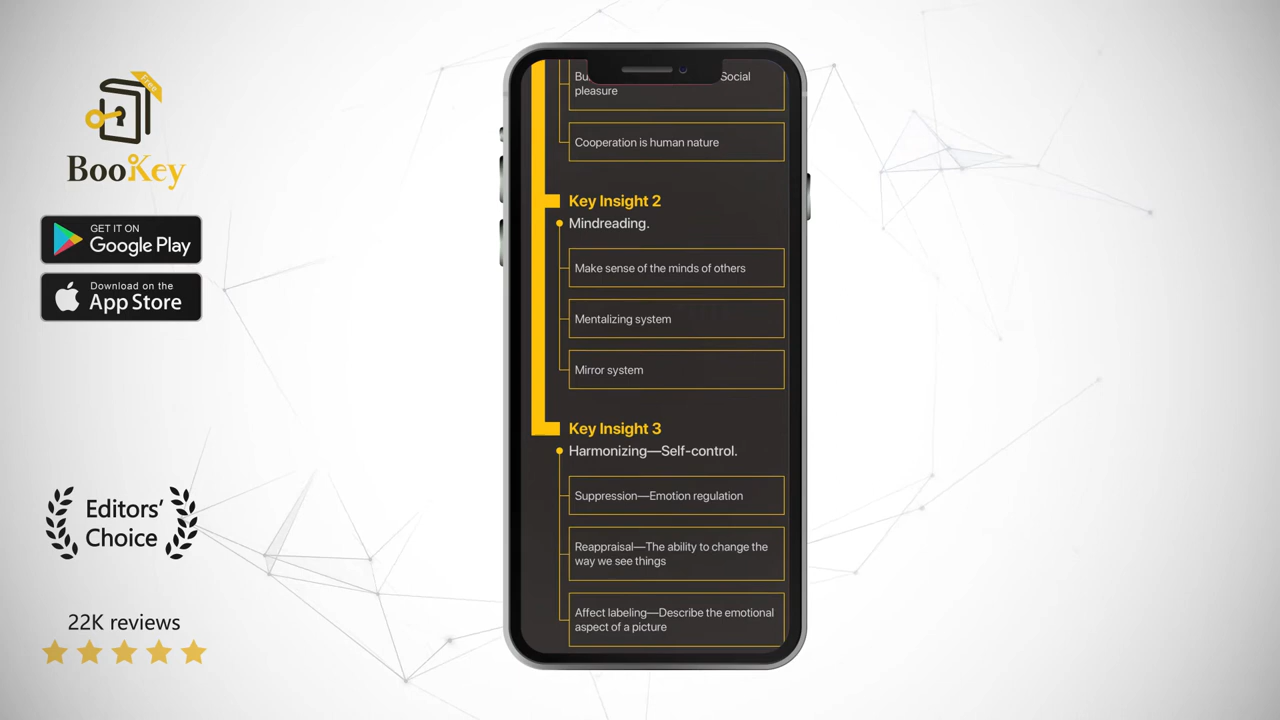 Free
BooKey
GET IT ON
Google Play
Download on the
App Store
Editors’
Choice
22K reviews
Social
pleasure
Cooperation is human nature
Key Insight 2
Mindreading.
Make sense of the minds of others
Mentalizing system
Mirror system
Key Insight 3
Harmonizing—Self-control.
Suppression—Emotion regulation
Reappraisal—The ability to change the
way we see things
Affect labeling—Describe the emotional
aspect of a picture